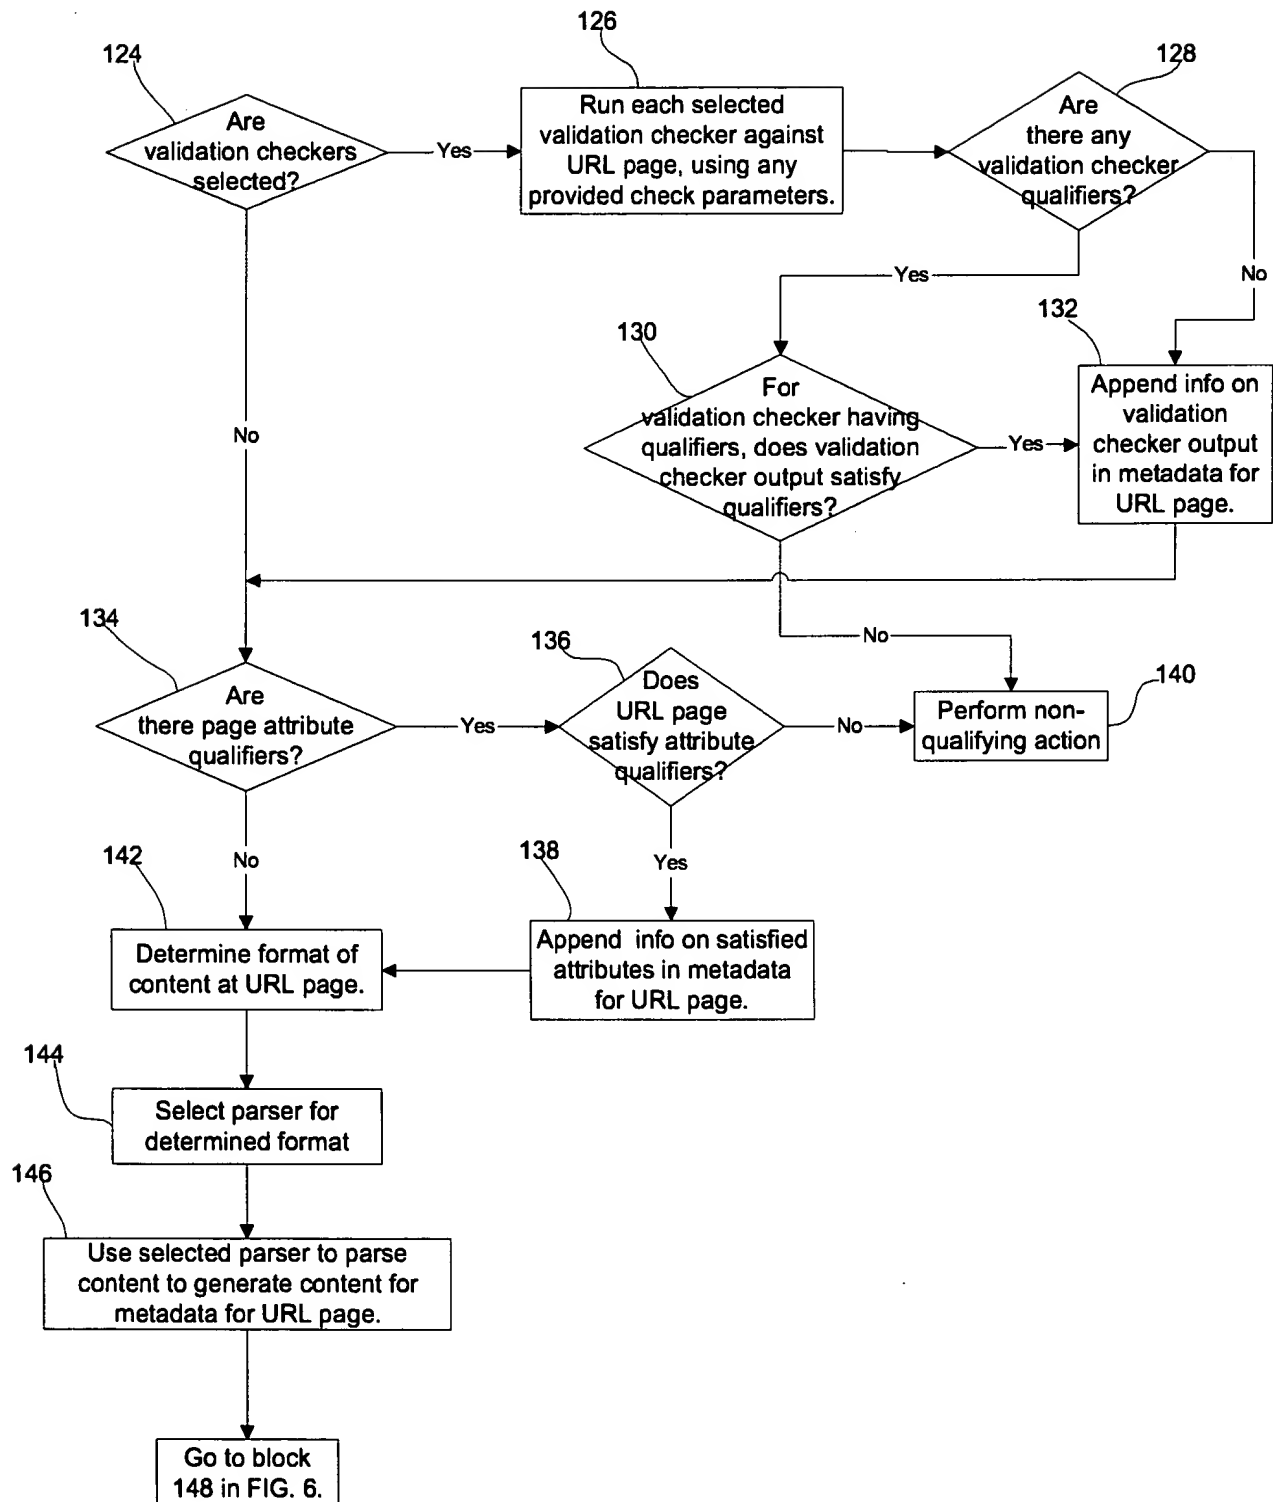 124
126
128
Are
validation checkers
selected?
Yes
Run each selected
validation checker against
URL page, using any
provided check parameters.
Are
there any
validation checker
qualifiers?
Yes
No
130
132
For
validation checker having
qualifiers, does validation
checker output satisfy
qualifiers?
Yes
Append info on
validation
checker output
in metadata for
URL page.
No
134
136
No
140
Are
there page attribute
qualifiers?
Yes
Does
URL page
satisfy attribute
qualifiers?
No
Perform non-
qualifying action
142
No
138
Yes
Determine format of
content at URL page.
Append info on satisfied
attributes in metadata
for URL page.
144
Select parser for
determined format
146
Use selected parser to parse
content to generate content for
metadata for URL page.
Go to block
148 in FIG. 6.